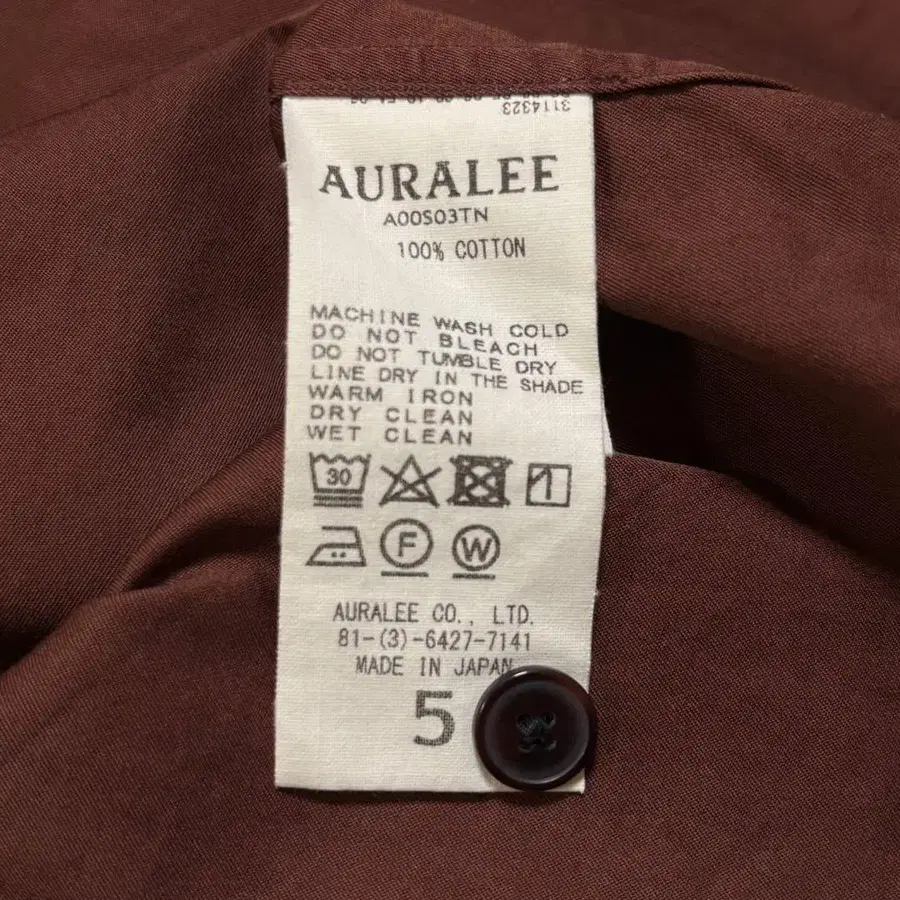 3114323
AURALEE
A00S03TN
100% COTTON
MACHINE WASH COLD
DO NOT BLEACH
DO NOT TUMBLE DRY
LINE DRY IN THE SHADE
WARM IRON
DRY CLEAN
WET CLEAN
30
F W
AURALEE CO., LTD.
81-(3)-6427-7141
MADE IN JAPAN
5